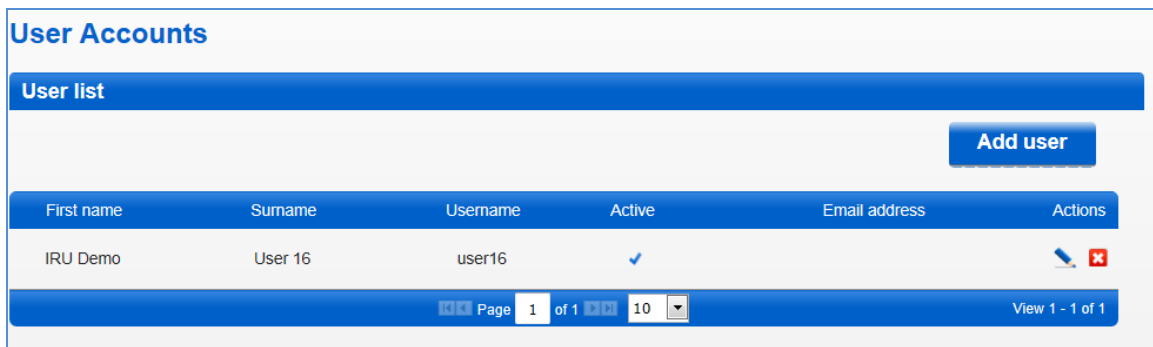 User Accounts
User list
Add user
First name Surname Username Active Email address Actions
IRU Demo User 16 user16
Page 1 of 1 10 View 1 - 1 of 1